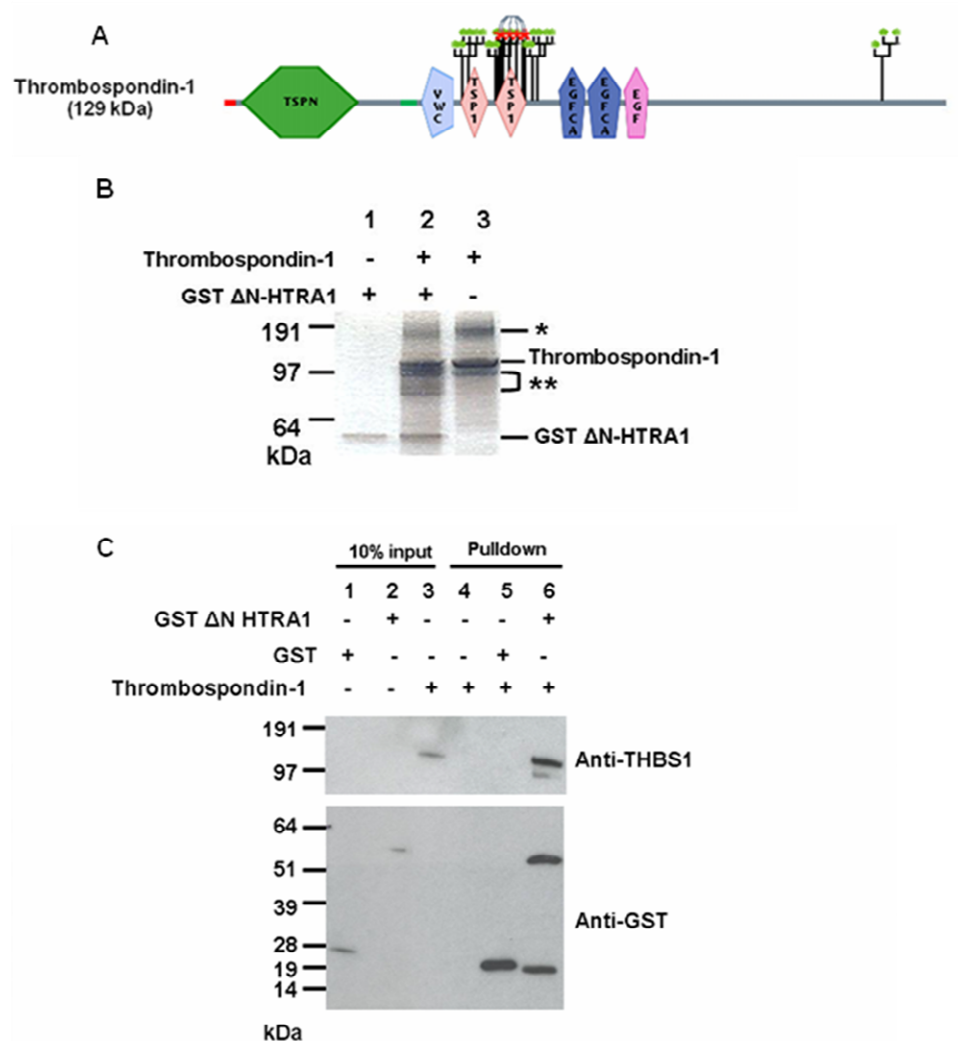 A
Thrombospondin-1
(129 kDa)
TSPN
VWC
TSP1
TSP1
EGFCA
EGFCA
EGF
B
1 2 3
Thrombospondin-1 - + +
GST ΔN-HTRA1 + + -
191
*
Thrombospondin-1
97
**
64
GST ΔN-HTRA1
kDa
C
10% input Pulldown
1 2 3 4 5 6
GST ΔN HTRA1 - + - - - +
GST + - - - + -
Thrombospondin-1 - - + + + +
191
Anti-THBS1
97
64
51
39
Anti-GST
28
19
14
kDa